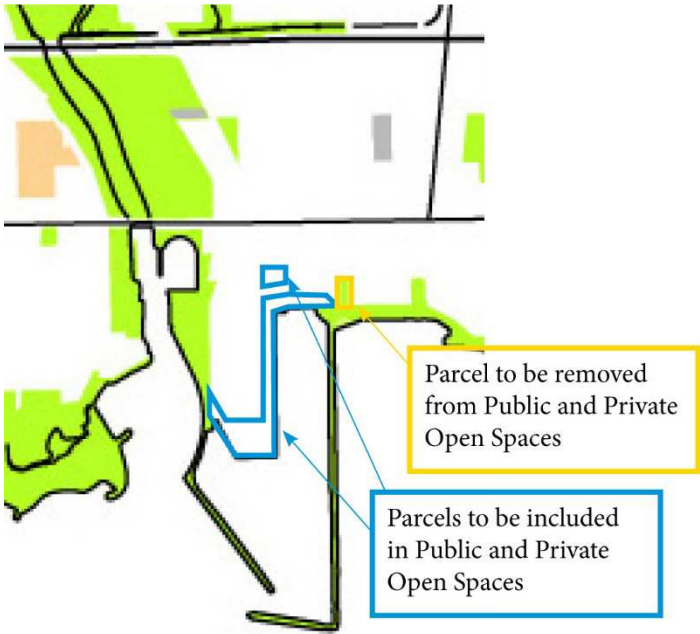 Parcel to be removed
from Public and Private
Open Spaces
Parcels to be included
in Public and Private
Open Spaces